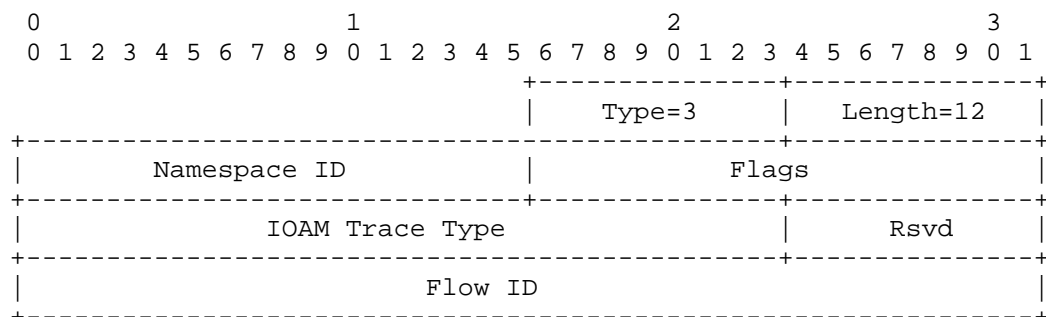 0                   1                   2                   3
 0 1 2 3 4 5 6 7 8 9 0 1 2 3 4 5 6 7 8 9 0 1 2 3 4 5 6 7 8 9 0 1
                                +---------------+---------------+
                                |    Type=3     |   Length=12   |
+-------------------------------------------------------------+
|        Namespace ID           |            Flags              |
+-------------------------------+---------------+---------------+
|               IOAM Trace Type                 |      Rsvd     |
+-----------------------------------------------+---------------+
|                         Flow ID                               |
+---------------------------------------------------------------+